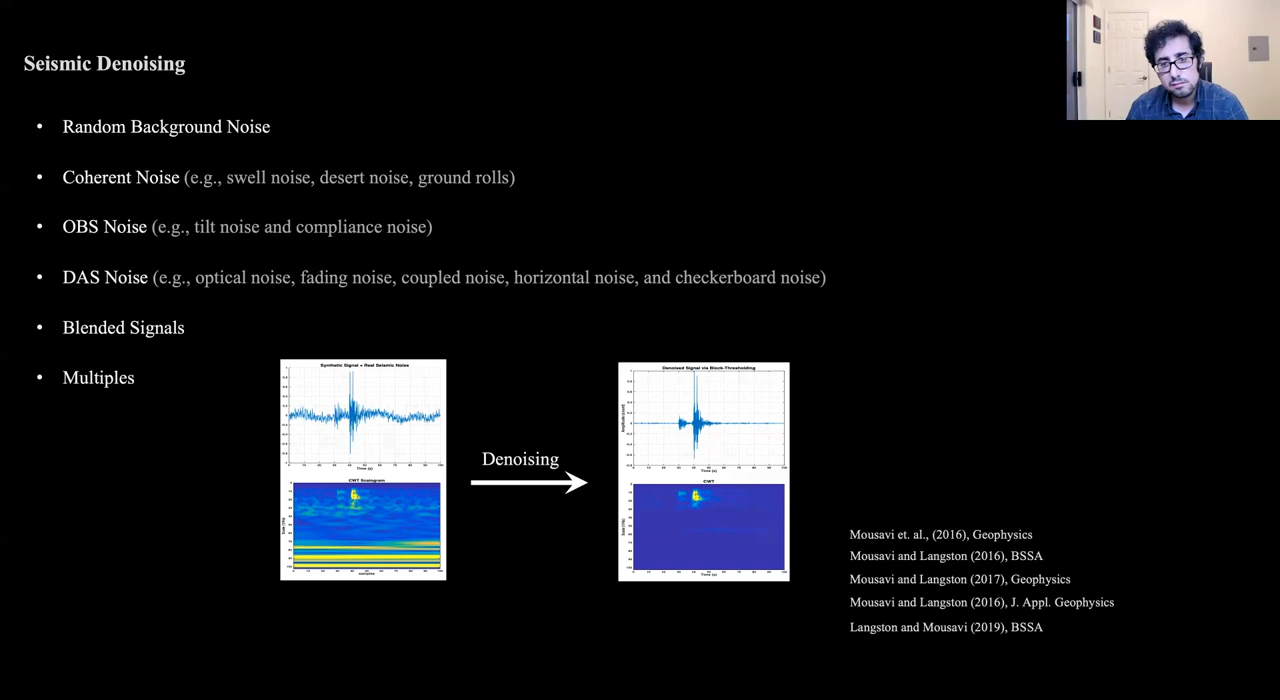 Seismic Denoising
• Random Background Noise
• Coherent Noise (e.g., swell noise, desert noise, ground rolls)
• OBS Noise (e.g., tilt noise and compliance noise)
• DAS Noise (e.g., optical noise, fading noise, coupled noise, horizontal noise, and checkerboard noise)
• Blended Signals
• Multiples
Synthetic Signal + Real Seismic Noise
Time (s)
CWT Scalogram
samples
Denoising
Denoised Signal via Block-Thresholding
Time (s)
CWT
Time (s)
Mousavi et. al., (2016), Geophysics
Mousavi and Langston (2016), BSSA
Mousavi and Langston (2017), Geophysics
Mousavi and Langston (2016), J. Appl. Geophysics
Langston and Mousavi (2019), BSSA